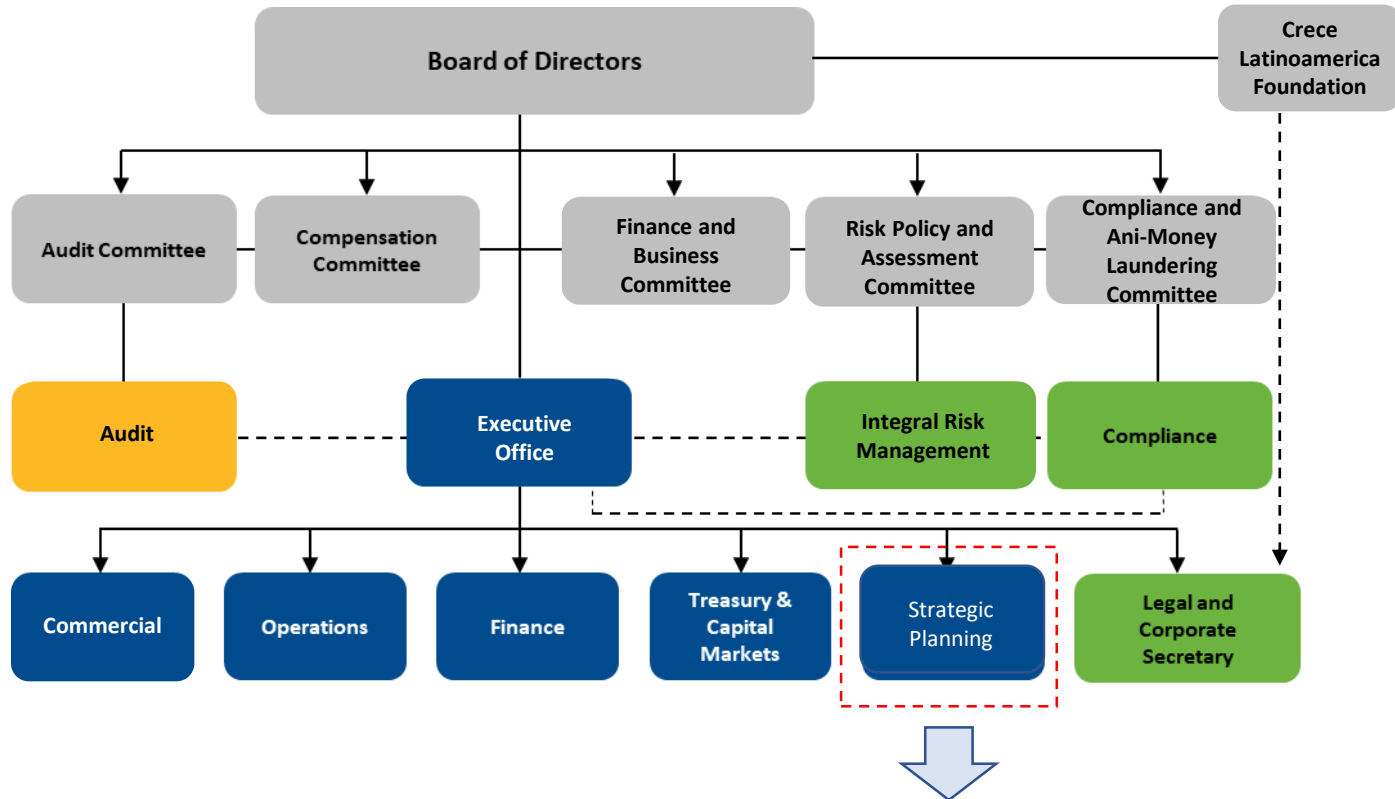 Board of Directors
Crece
Latinoamerica
Foundation
Audit Committee
Compensation
Committee
Finance and
Business
Committee
Risk Policy and
Assessment
Committee
Compliance and
Ani-Money
Laundering
Committee
Audit
Executive
Office
Integral Risk
Management
Compliance
Commercial
Operations
Finance
Treasury &
Capital
Markets
Strategic
Planning
Legal and
Corporate
Secretary